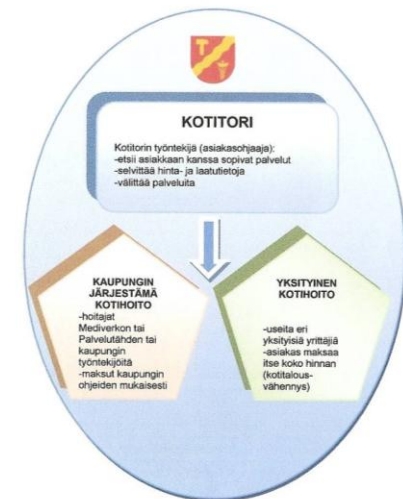 KOTITORI
Kotitorin työntekijä (asiakasohjaaja):
-etsii asiakkaan kanssa sopivat palvelut
-selvittää hinta- ja laatutietoja
-välittää palveluita
KAUPUNGIN
JÄRJESTÄMÄ
KOTIHOITO
-hoitajat
Mediverkon tai
Palvelutähden tai
kaupungin
työntekijöitä
-maksut kaupungin
ohjeiden mukaisesti
YKSITYINEN
KOTIHOITO
-useita eri
yksityisiä yrittäjiä
-asiakas maksaa
itse koko hinnan
(kotitalous-
vähennys)